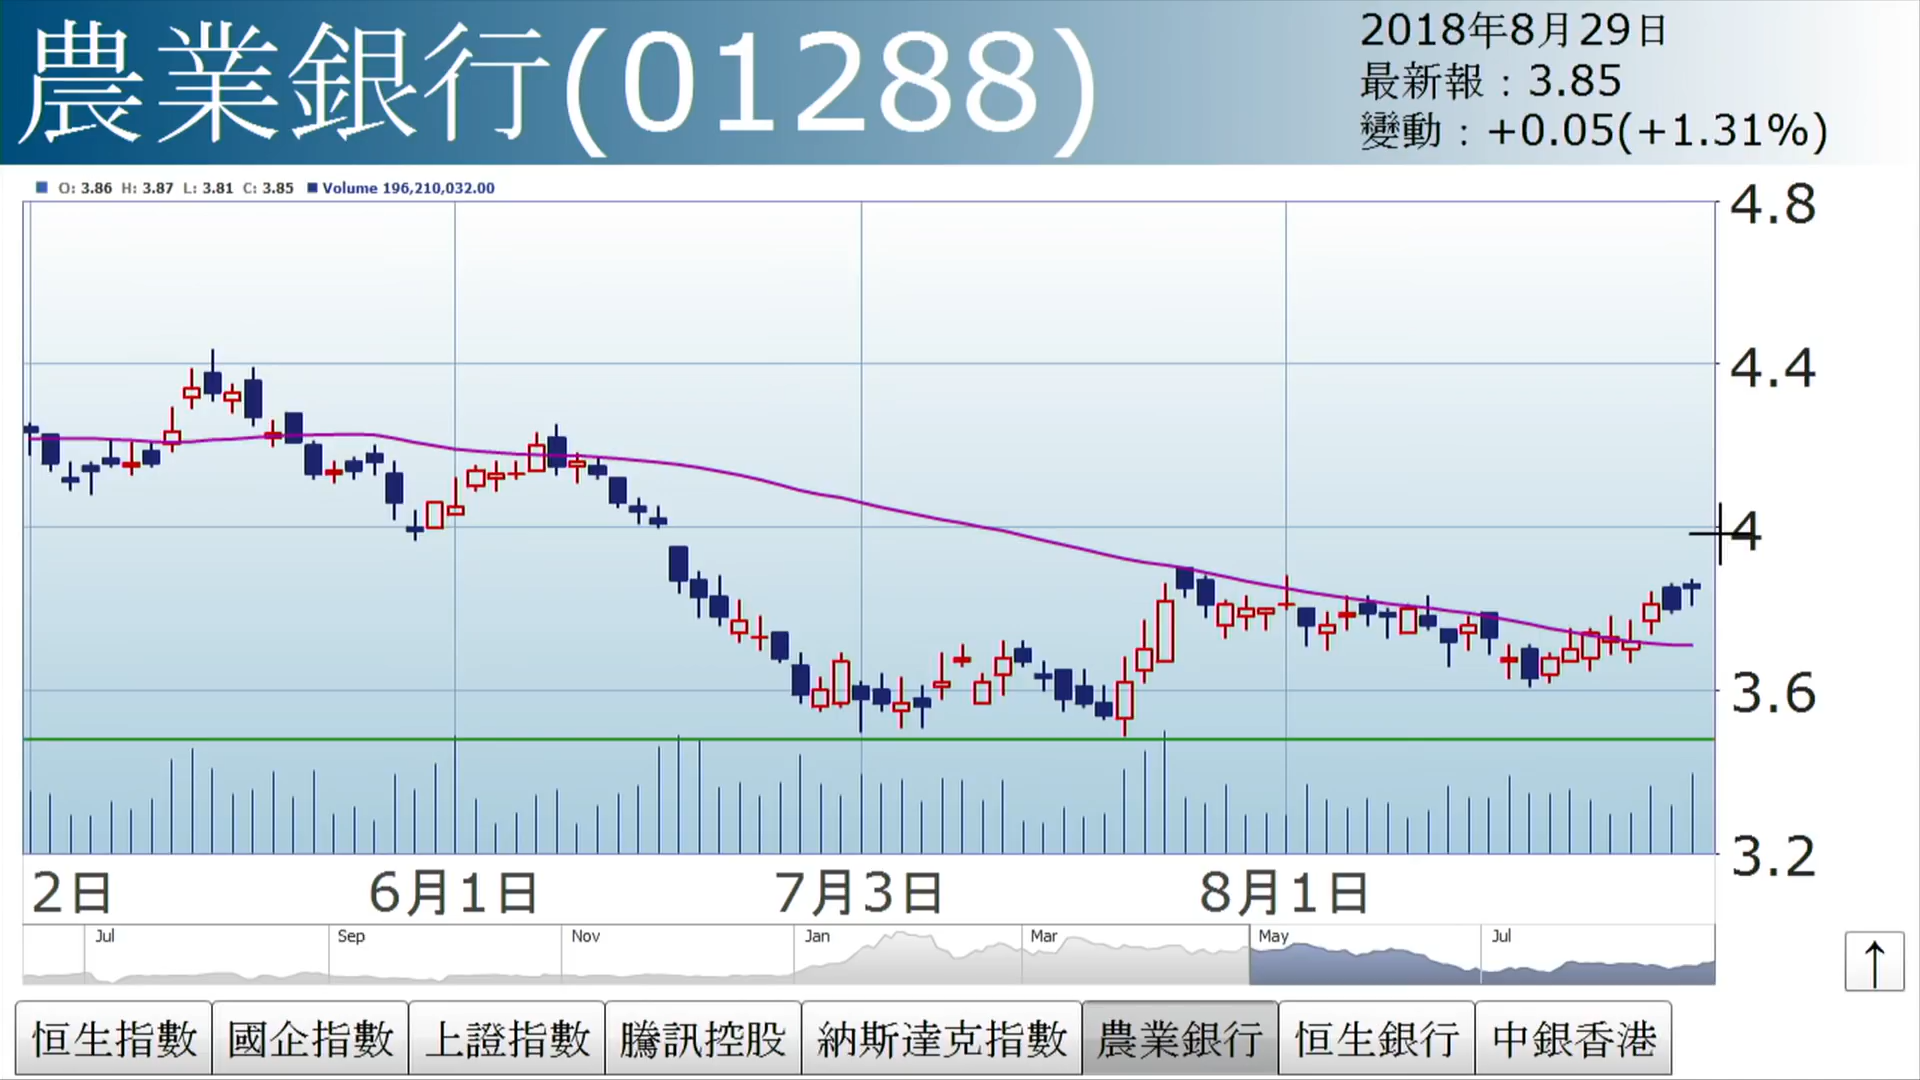 農業銀行(01288)
2018年8月29日
最新報：3.85
變動：+0.05(+1.31%)
O: 3.86 H: 3.87 L: 3.81 C: 3.85 Volume 196,210,032.00
4.8
4.4
4
3.6
3.2
2日 6月1日 7月3日 8月1日
Jul Sep Nov Jan Mar May Jul
↑
恒生指數 國企指數 上證指數 騰訊控股 納斯達克指數 農業銀行 恒生銀行 中銀香港